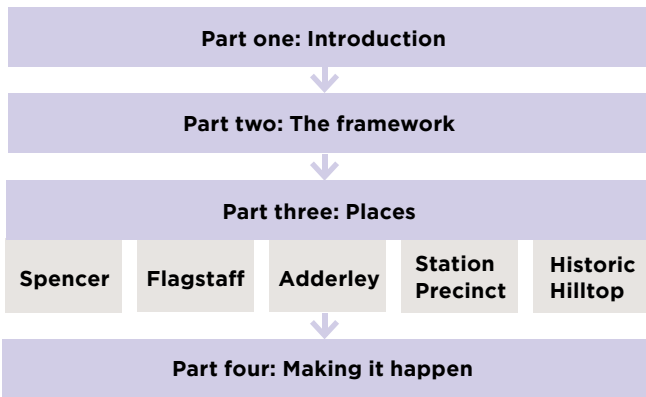 Part one: Introduction
Part two: The framework
Part three: Places
Spencer
Flagstaff
Adderley
Station
Precinct
Historic
Hilltop
Part four: Making it happen